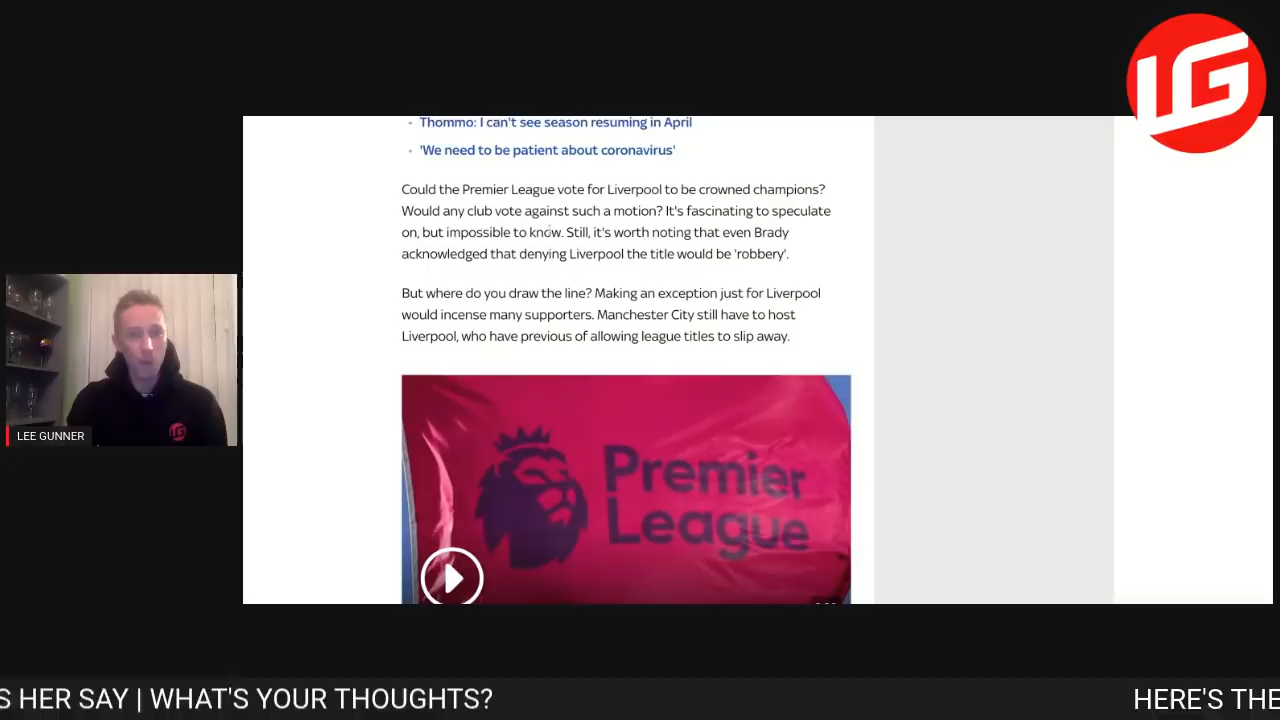 LG
Thommo: I can't see season resuming in April
'We need to be patient about coronavirus'
Could the Premier League vote for Liverpool to be crowned champions?
Would any club vote against such a motion? It's fascinating to speculate
on, but impossible to know. Still, it's worth noting that even Brady
acknowledged that denying Liverpool the title would be 'robbery'.
But where do you draw the line? Making an exception just for Liverpool
would incense many supporters. Manchester City still have to host
Liverpool, who have previous of allowing league titles to slip away.
Premier
League
LEE GUNNER
S HER SAY | WHAT'S YOUR THOUGHTS?
HERE'S THE